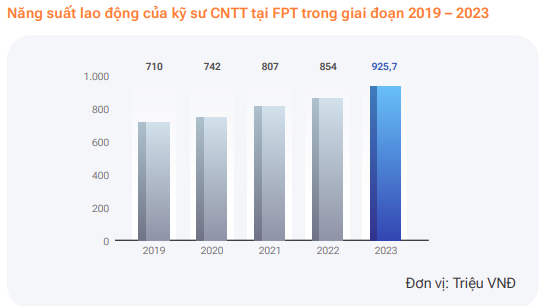 Năng suất lao động của kỹ sư CNTT tại FPT trong giai đoạn 2019 – 2023
710 742 807 854 925,7
1.000
800
600
400
200
0
2019 2020 2021 2022 2023
Đơn vị: Triệu VNĐ